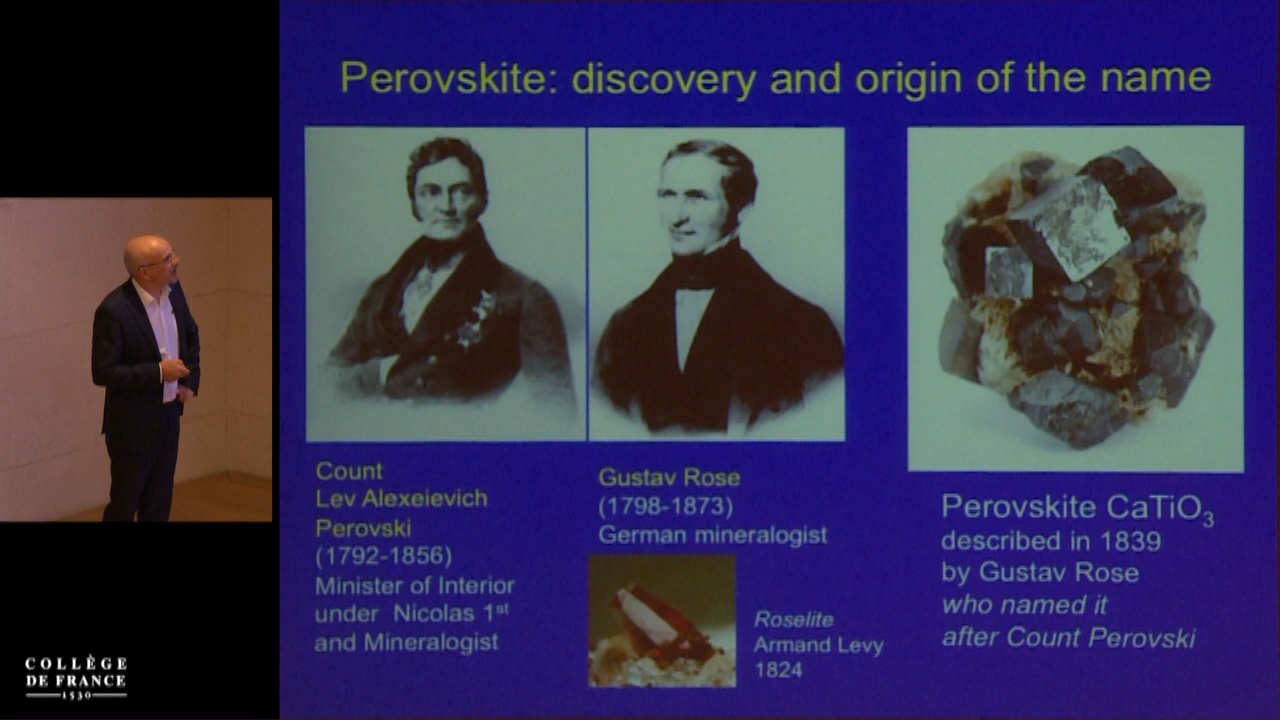 Perovskite: discovery and origin of the name
Count
Lev Alexeievich
Perovski
(1792-1856)
Minister of Interior
under Nicolas 1st
and Mineralogist
Gustav Rose
(1798-1873)
German mineralogist
Roselite
Armand Levy
1824
Perovskite CaTiO3
described in 1839
by Gustav Rose
who named it
after Count Perovski
COLLÈGE
DE FRANCE
1530